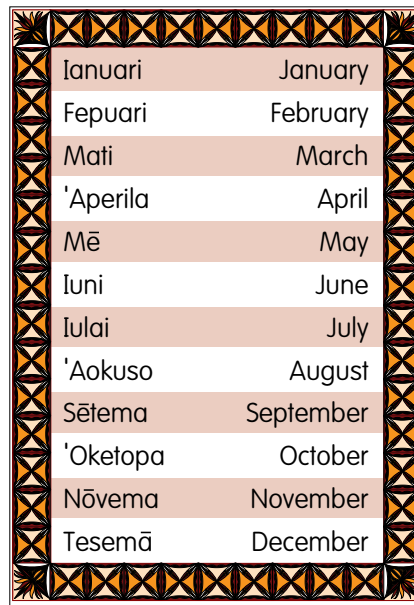 Ianuari January
Fepuari February
Mati March
'Aperila April
Mē May
Iuni June
Iulai July
'Aokuso August
Sētema September
'Oketopa October
Nōvema November
Tesemā December